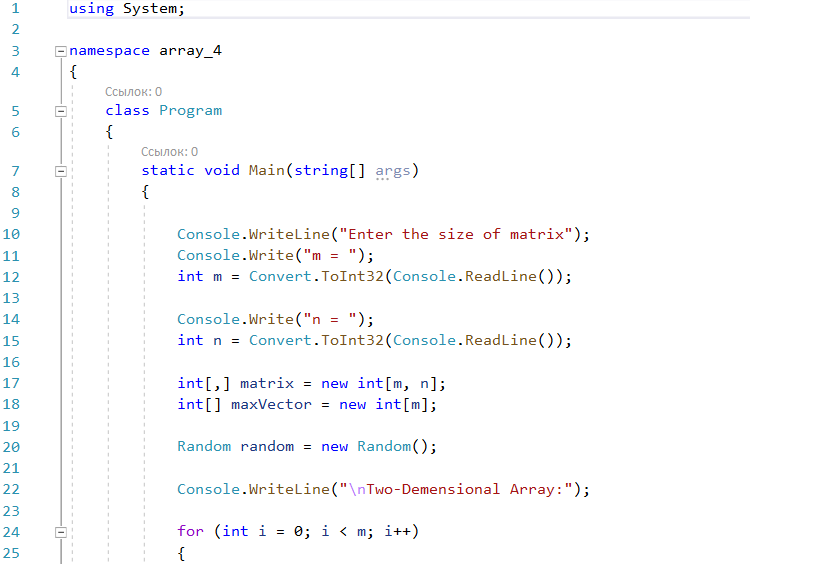 1 using System;
2
3 namespace array_4
4 {
Ссылок: 0
5 class Program
6 {
Ссылок: 0
7 static void Main(string[] args)
8 {
9
10 Console.WriteLine("Enter the size of matrix");
11 Console.Write("m = ");
12 int m = Convert.ToInt32(Console.ReadLine());
13
14 Console.Write("n = ");
15 int n = Convert.ToInt32(Console.ReadLine());
16
17 int[,] matrix = new int[m, n];
18 int[] maxVector = new int[m];
19
20 Random random = new Random();
21
22 Console.WriteLine("\nTwo-Demensional Array:");
23
24 for (int i = 0; i < m; i++)
25 {